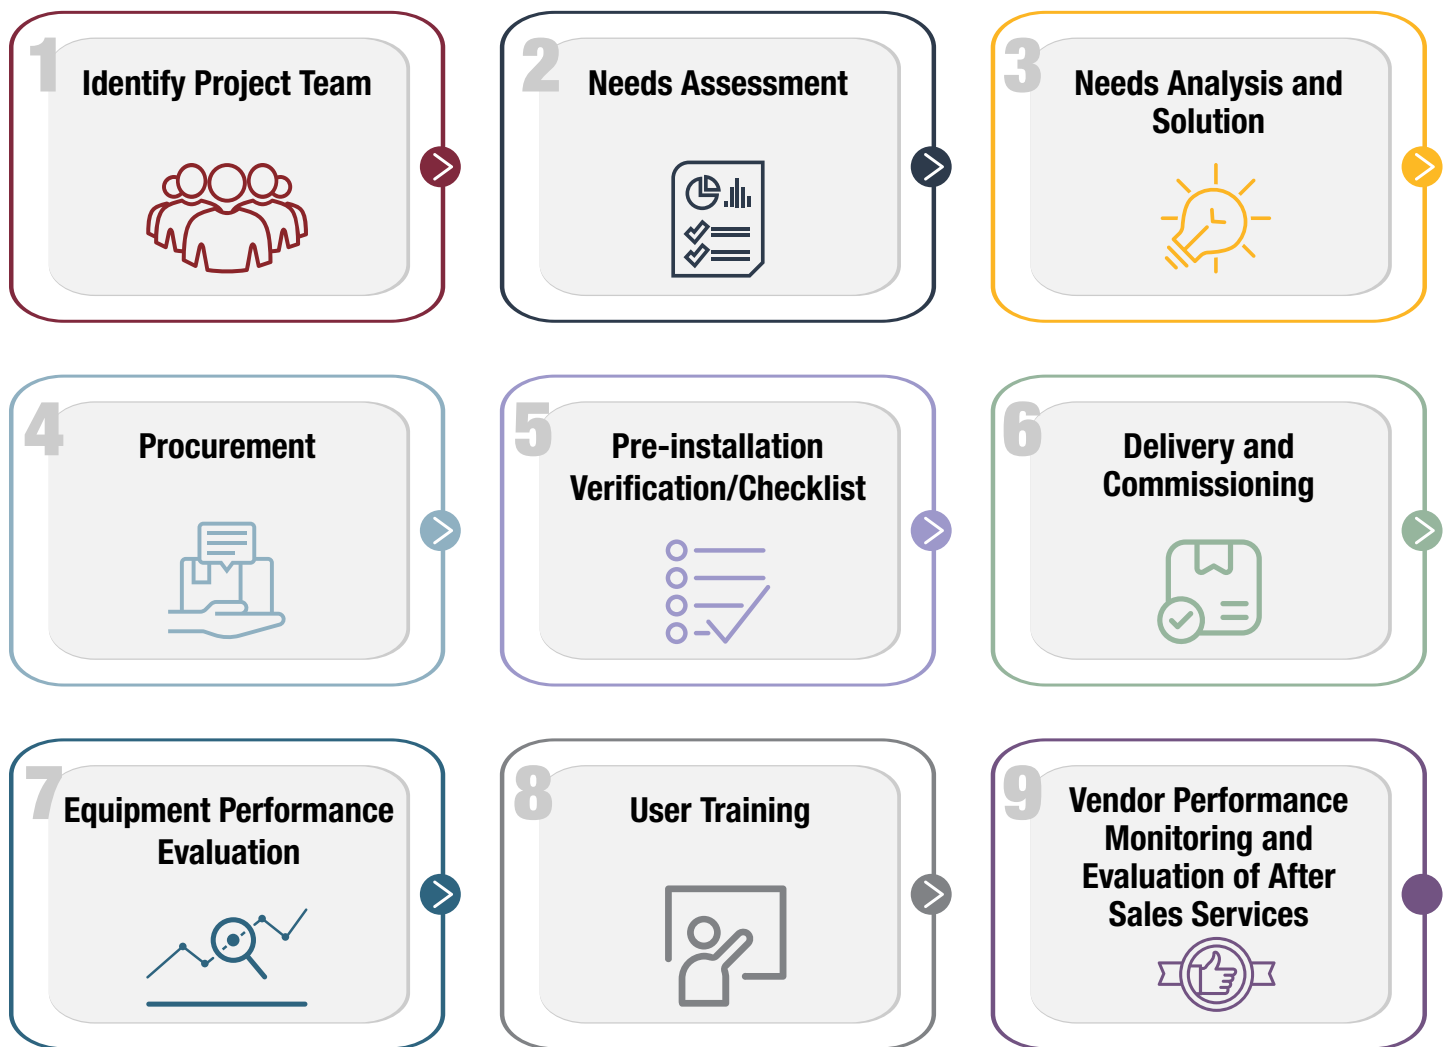 1
Identify Project Team
2
Needs Assessment
3
Needs Analysis and
Solution
4
Procurement
5
Pre-installation
Verification/Checklist
6
Delivery and
Commissioning
7
Equipment Performance
Evaluation
8
User Training
9
Vendor Performance
Monitoring and
Evaluation of After
Sales Services